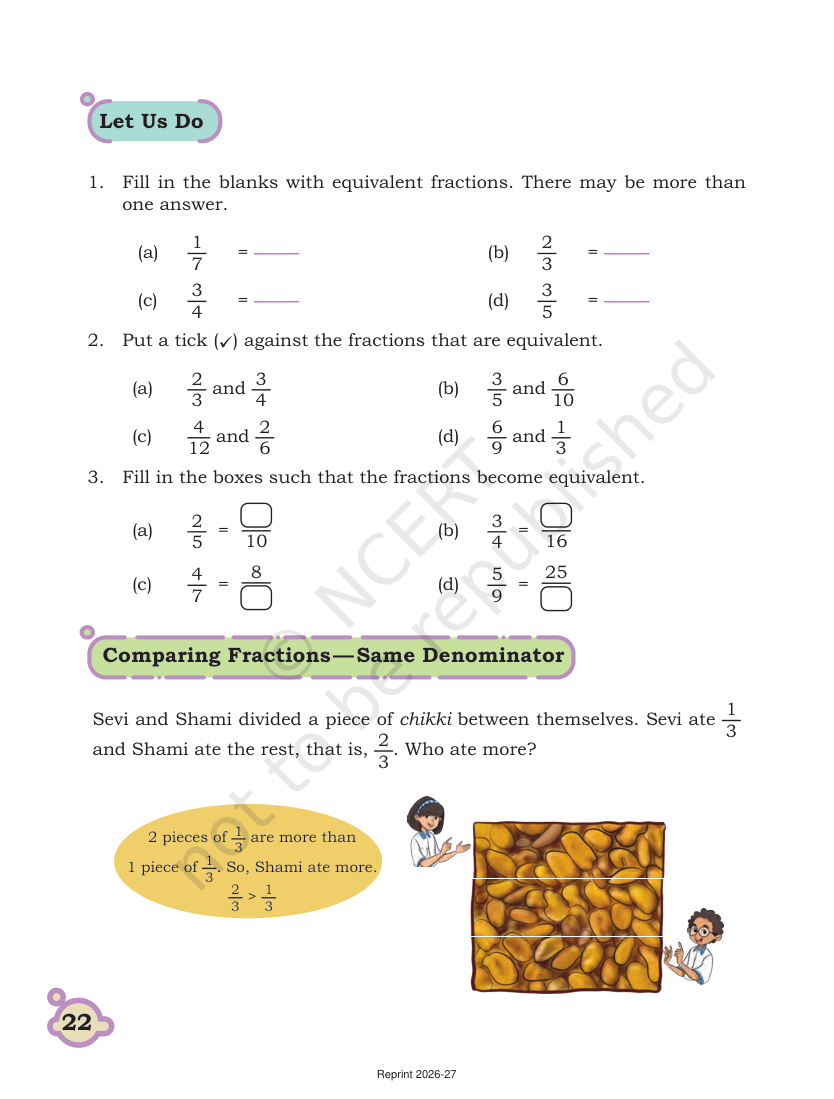 Let Us Do
1. Fill in the blanks with equivalent fractions. There may be more than
one answer.
(a) 1/7 = ____ (b) 2/3 = ____
(c) 3/4 = ____ (d) 3/5 = ____
2. Put a tick (✓) against the fractions that are equivalent.
(a) 2/3 and 3/4 (b) 3/5 and 6/10
(c) 4/12 and 2/6 (d) 6/9 and 1/3
3. Fill in the boxes such that the fractions become equivalent.
(a) 2/5 = ☐/10 (b) 3/4 = ☐/16
(c) 4/7 = 8/☐ (d) 5/9 = 25/☐
Comparing Fractions—Same Denominator
Sevi and Shami divided a piece of chikki between themselves. Sevi ate 1/3
and Shami ate the rest, that is, 2/3. Who ate more?
2 pieces of 1/3 are more than
1 piece of 1/3. So, Shami ate more.
2/3 > 1/3
22
Reprint 2026-27
© NCERT
not to be republished